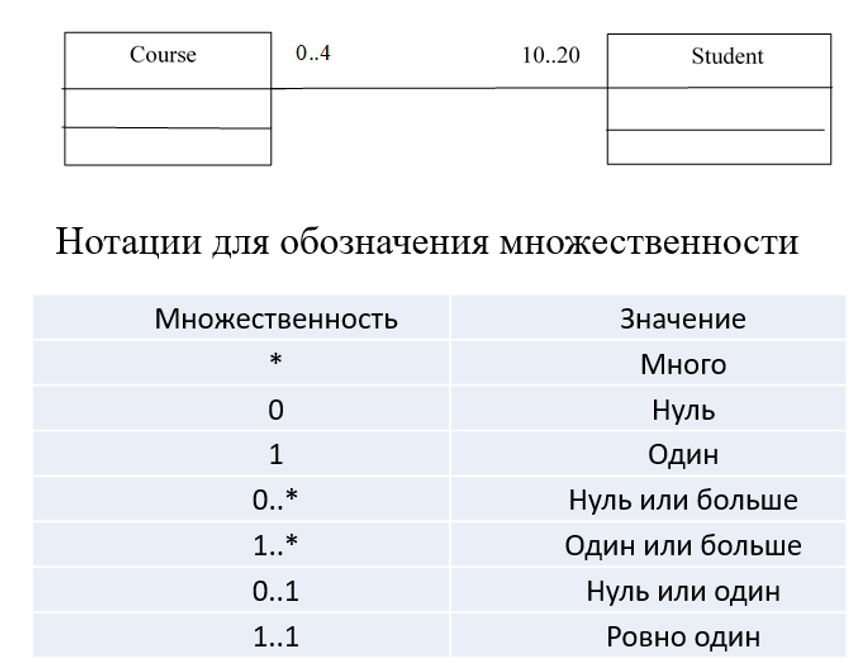 Course 0..4 10..20 Student
Нотации для обозначения множественности
Множественность Значение
* Много
0 Нуль
1 Один
0..* Нуль или больше
1..* Один или больше
0..1 Нуль или один
1..1 Ровно один